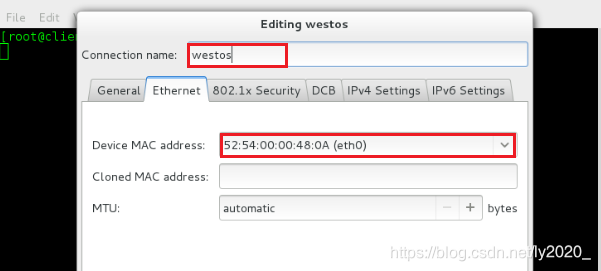 Editing westos
File Edit
[root@clie
Connection name: westos
General Ethernet 802.1x Security DCB IPv4 Settings IPv6 Settings
Device MAC address: 52:54:00:00:48:0A (eth0)
Cloned MAC address:
MTU: automatic − + bytes
https://blog.csdn.net/ly2020_